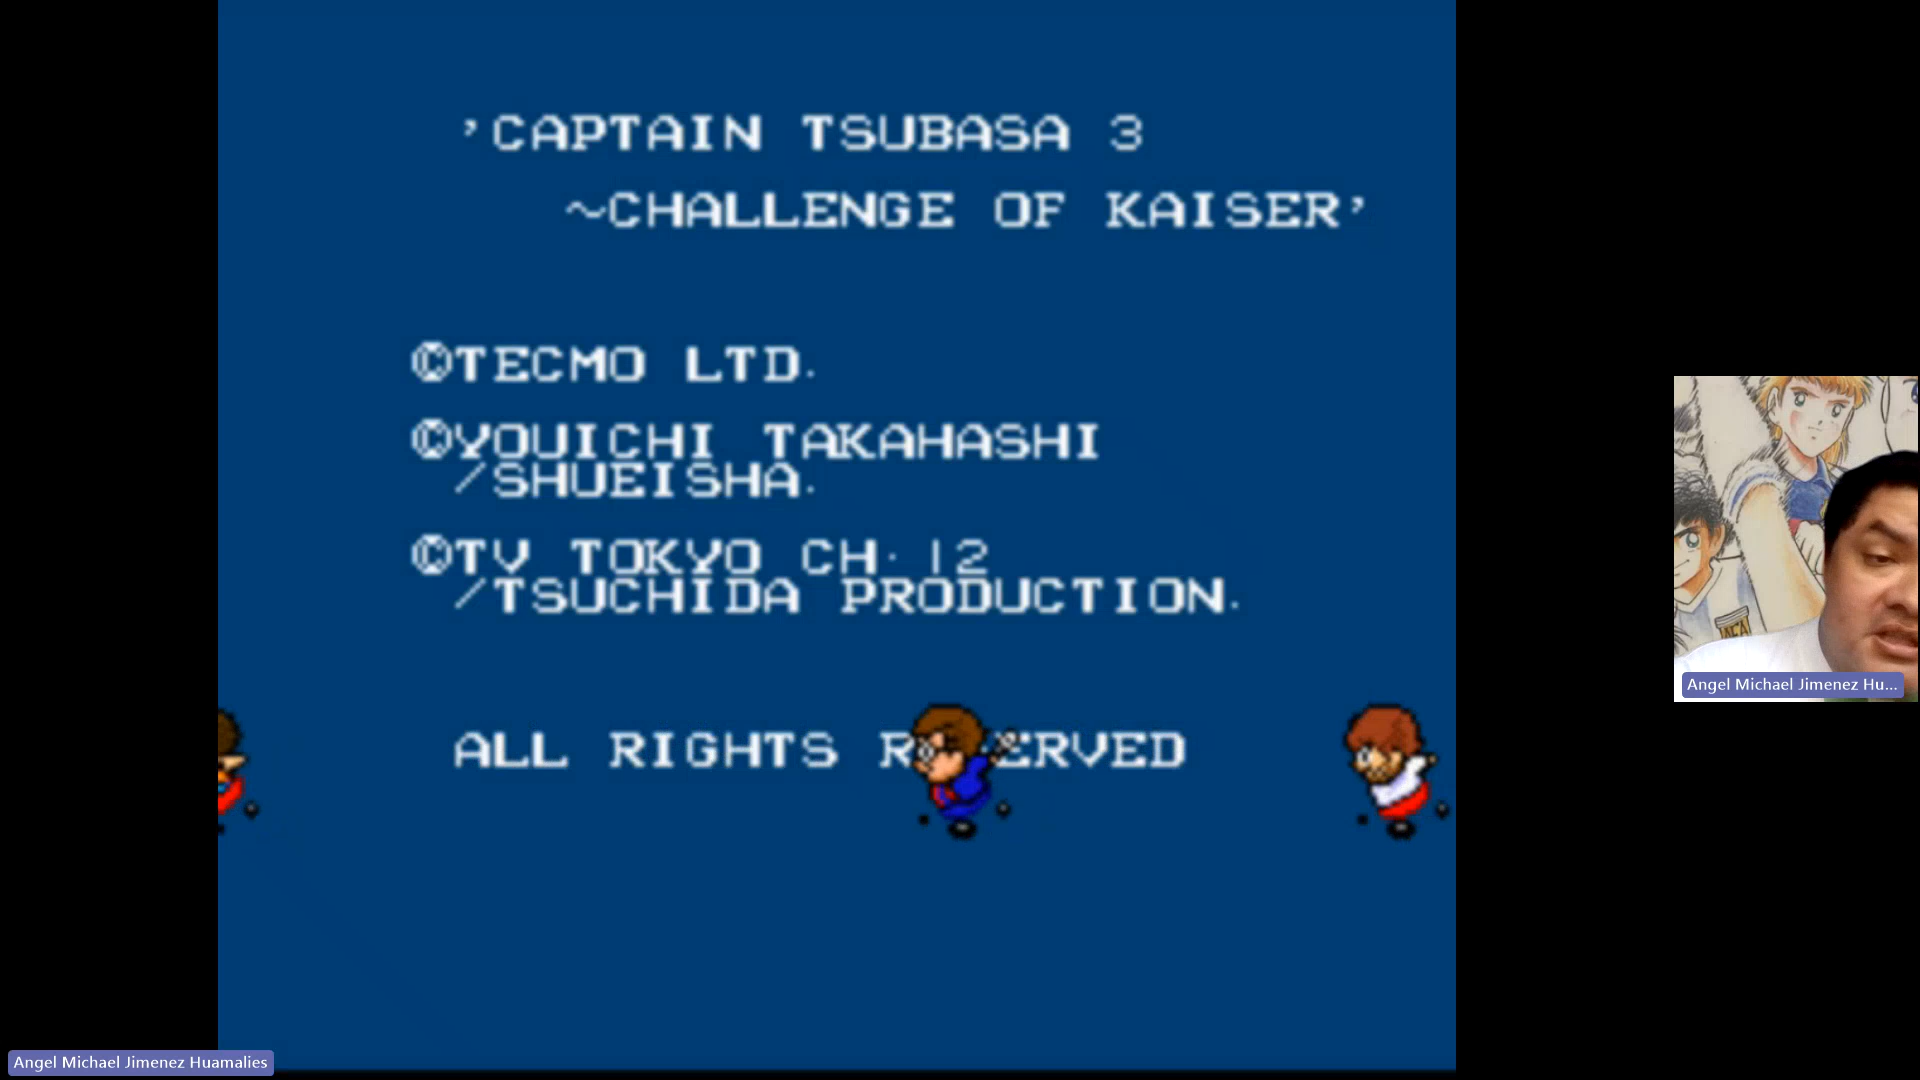 ’CAPTAIN TSUBASA 3
~CHALLENGE OF KAISER’
©TECMO LTD.
©YOUICHI TAKAHASHI
/SHUEISHA.
©TV TOKYO CH. 12
/TSUCHIDA PRODUCTION.
ALL RIGHTS
Angel Michael Jimenez Hu...
Angel Michael Jimenez Huamalies